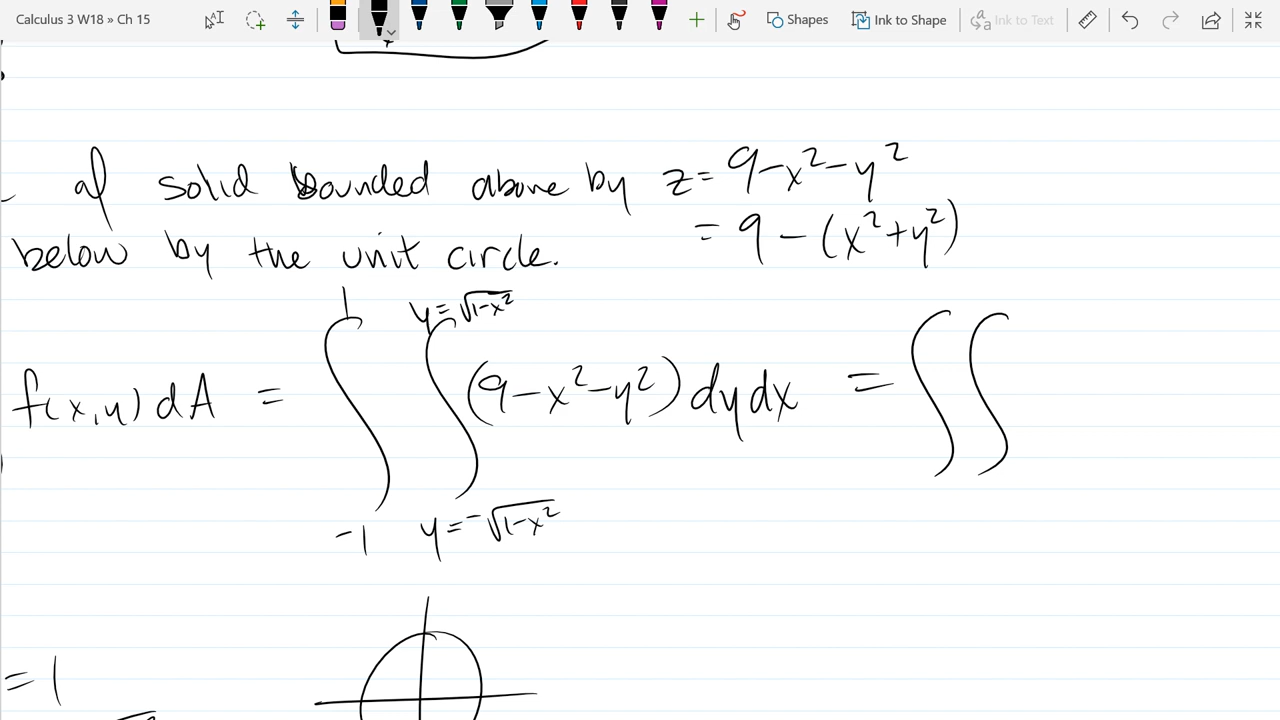 Calculus 3 W18 » Ch 15
Shapes
Ink to Shape
Ink to Text
of solid bounded above by z = 9-x²-y²
= 9 - (x²+y²)
below by the unit circle.
1 y = √1-x²
f(x,y) dA = ∫ ∫ (9-x²-y²) dy dx = ∫∫
-1 y = -√1-x²
= 1